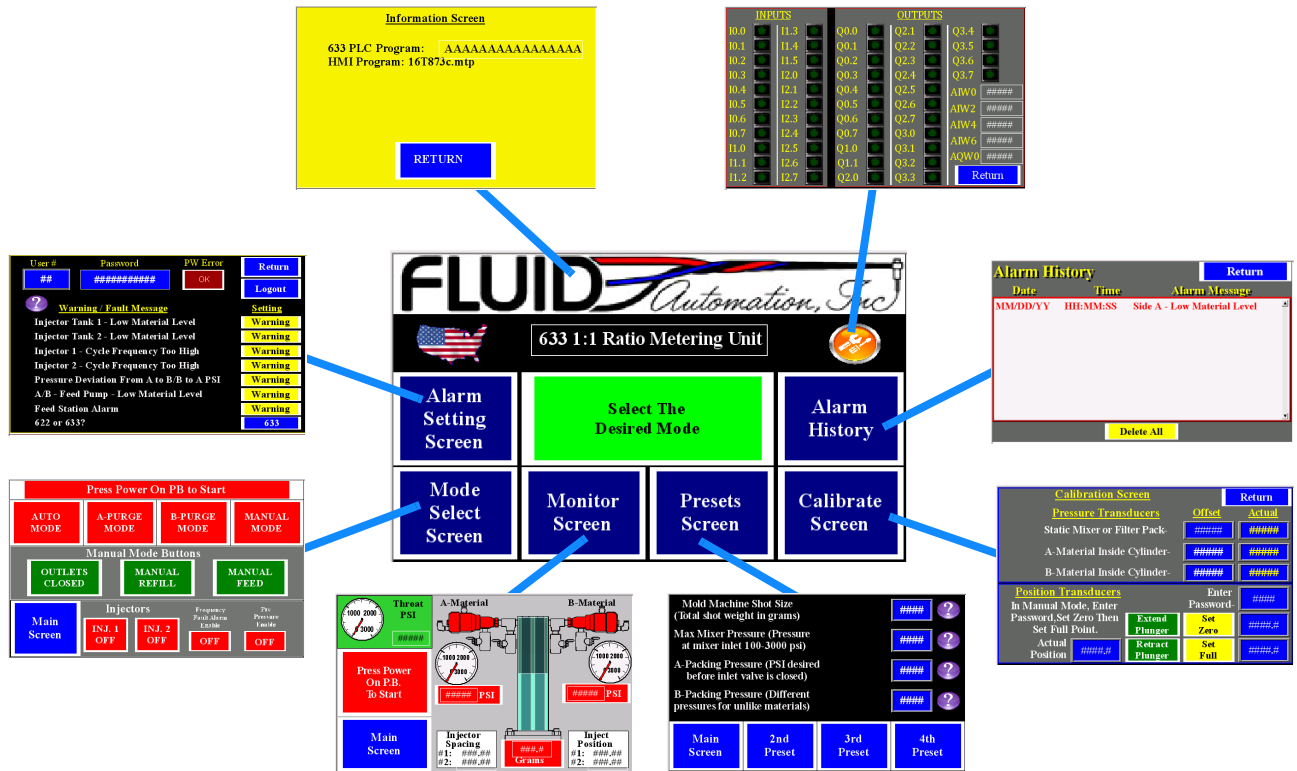 Information Screen
633 PLC Program: AAAAAAAAAAAAAAAA
HMI Program: 16T873c.mtp
RETURN
INPUTS OUTPUTS
I0.0 I1.3 Q0.0 Q2.1 Q3.4
I0.1 I1.4 Q0.1 Q2.2 Q3.5
I0.2 I1.5 Q0.2 Q2.3 Q3.6
I0.3 I2.0 Q0.3 Q2.4 Q3.7
I0.4 I2.1 Q0.4 Q2.5 AIW0 #####
I0.5 I2.2 Q0.5 Q2.6 AIW2 #####
I0.6 I2.3 Q0.6 Q2.7 AIW4 #####
I0.7 I2.4 Q0.7 Q3.0 AIW6 #####
I1.0 I2.5 Q1.0 Q3.1 AQW0 #####
I1.1 I2.6 Q1.1 Q3.2
I1.2 I2.7 Q2.0 Q3.3 Return
User # Password PW Error Return
## ########### OK Logout
? Warning / Fault Message Setting
Injector Tank 1 - Low Material Level Warning
Injector Tank 2 - Low Material Level Warning
Injector 1 - Cycle Frequency Too High Warning
Injector 2 - Cycle Frequency Too High Warning
Pressure Deviation From A to B/B to A PSI Warning
A/B - Feed Pump - Low Material Level Warning
Feed Station Alarm Warning
622 or 633? 633
FLUID
Automation, Inc
633 1:1 Ratio Metering Unit
Alarm
Setting
Screen
Select The
Desired Mode
Alarm
History
Mode
Select
Screen
Monitor
Screen
Presets
Screen
Calibrate
Screen
Alarm History Return
Date Time Alarm Message
MM/DD/YY HH:MM:SS Side A - Low Material Level
Delete All
Press Power On PB to Start
AUTO
MODE
A-PURGE
MODE
B-PURGE
MODE
MANUAL
MODE
Manual Mode Buttons
OUTLETS
CLOSED
MANUAL
REFILL
MANUAL
FEED
Main
Screen
Injectors
INJ. 1
OFF
INJ. 2
OFF
Frequency
Fault Alarm
Enable
OFF
Pre
Pressure
Enable
OFF
Calibration Screen Return
Pressure Transducers Offset Actual
Static Mixer or Filter Pack- ##### #####
A-Material Inside Cylinder- ##### #####
B-Material Inside Cylinder- ##### #####
Position Transducers
In Manual Mode, Enter
Password,Set Zero Then
Set Full Point.
Enter
Password- ####
Extend
Plunger
Set
Zero
####.#
Actual
Position
####.#
Retract
Plunger
Set
Full
####.#
1000 2000
0 3000
Throat
PSI
#####
A-Material B-Material
1000 2000
0 3000
1000 2000
0 3000
##### PSI
##### PSI
Press Power
On P.B.
To Start
Main
Screen
Injector
Spacing
#1: ###.##
#2: ###.##
###.#
Grams
Inject
Position
#1: ###.##
#2: ###.##
Mold Machine Shot Size
(Total shot weight in grams) #### ?
Max Mixer Pressure (Pressure
at mixer inlet 100-3000 psi) #### ?
A-Packing Pressure (PSI desired
before inlet valve is closed) #### ?
B-Packing Pressure (Different
pressures for unlike materials) #### ?
Main
Screen
2nd
Preset
3rd
Preset
4th
Preset